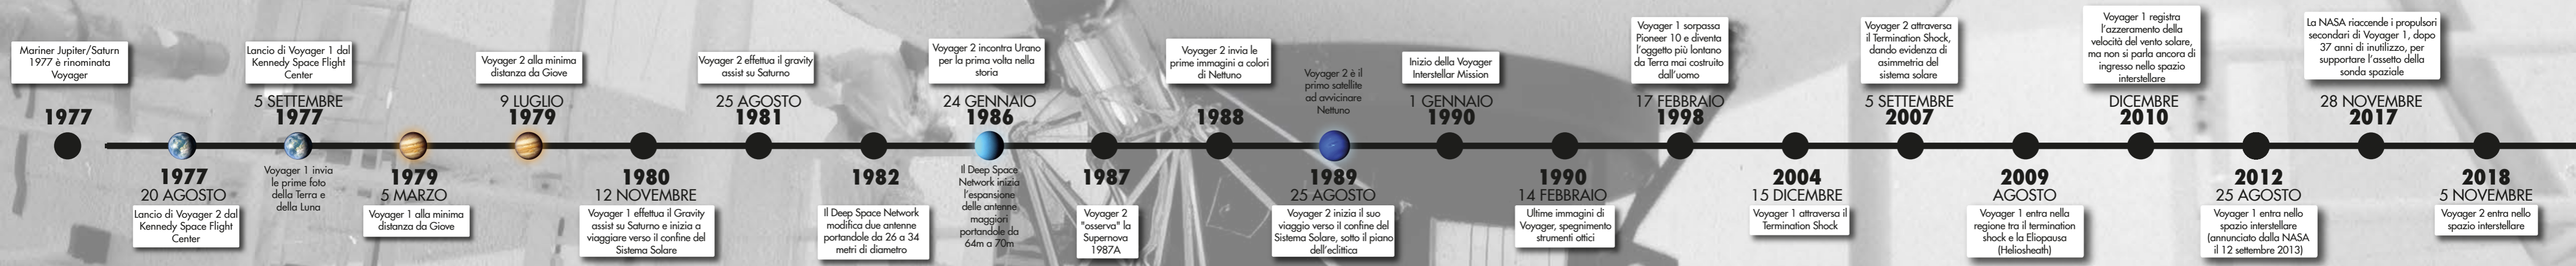 Mariner Jupiter/Saturn
1977 è rinominata
Voyager
1977
1977
20 AGOSTO
Lancio di Voyager 2 dal
Kennedy Space Flight
Center
Lancio di Voyager 1 dal
Kennedy Space Flight
Center
5 SETTEMBRE
1977
Voyager 1 invia
le prime foto
della Terra e
della Luna
1979
5 MARZO
Voyager 1 alla minima
distanza da Giove
Voyager 2 alla minima
distanza da Giove
9 LUGLIO
1979
1980
12 NOVEMBRE
Voyager 1 effettua il Gravity
assist su Saturno e inizia a
viaggiare verso il confine del
Sistema Solare
Voyager 2 effettua il gravity
assist su Saturno
25 AGOSTO
1981
1982
Il Deep Space Network
modifica due antenne
portandole da 26 a 34
metri di diametro
Voyager 2 incontra Urano
per la prima volta nella
storia
24 GENNAIO
1986
Il Deep Space
Network inizia
l'espansione
delle antenne
maggiori
portandole da
64m a 70m
1987
Voyager 2
"osserva" la
Supernova
1987A
Voyager 2 invia le
prime immagini a colori
di Nettuno
1988
Voyager 2 è il
primo satellite
ad avvicinare
Nettuno
1989
25 AGOSTO
Voyager 2 inizia il suo
viaggio verso il confine del
Sistema Solare, sotto il piano
dell'eclittica
Inizio della Voyager
Interstellar Mission
1 GENNAIO
1990
1990
14 FEBBRAIO
Ultime immagini di
Voyager, spegnimento
strumenti ottici
Voyager 1 sorpassa
Pioneer 10 e diventa
l'oggetto più lontano
da Terra mai costruito
dall'uomo
17 FEBBRAIO
1998
2004
15 DICEMBRE
Voyager 1 attraversa il
Termination Shock
Voyager 2 attraversa
il Termination Shock,
dando evidenza di
asimmetria del
sistema solare
5 SETTEMBRE
2007
2009
AGOSTO
Voyager 1 entra nella
regione tra il termination
shock e la Eliopausa
(Heliosheath)
Voyager 1 registra
l'azzeramento della
velocità del vento solare,
ma non si parla ancora di
ingresso nello spazio
interstellare
DICEMBRE
2010
2012
25 AGOSTO
Voyager 1 entra nello
spazio interstellare
(annunciato dalla NASA
il 12 settembre 2013)
La NASA riaccende i propulsori
secondari di Voyager 1, dopo
37 anni di inutilizzo, per
supportare l'assetto della
sonda spaziale
28 NOVEMBRE
2017
2018
5 NOVEMBRE
Voyager 2 entra nello
spazio interstellare